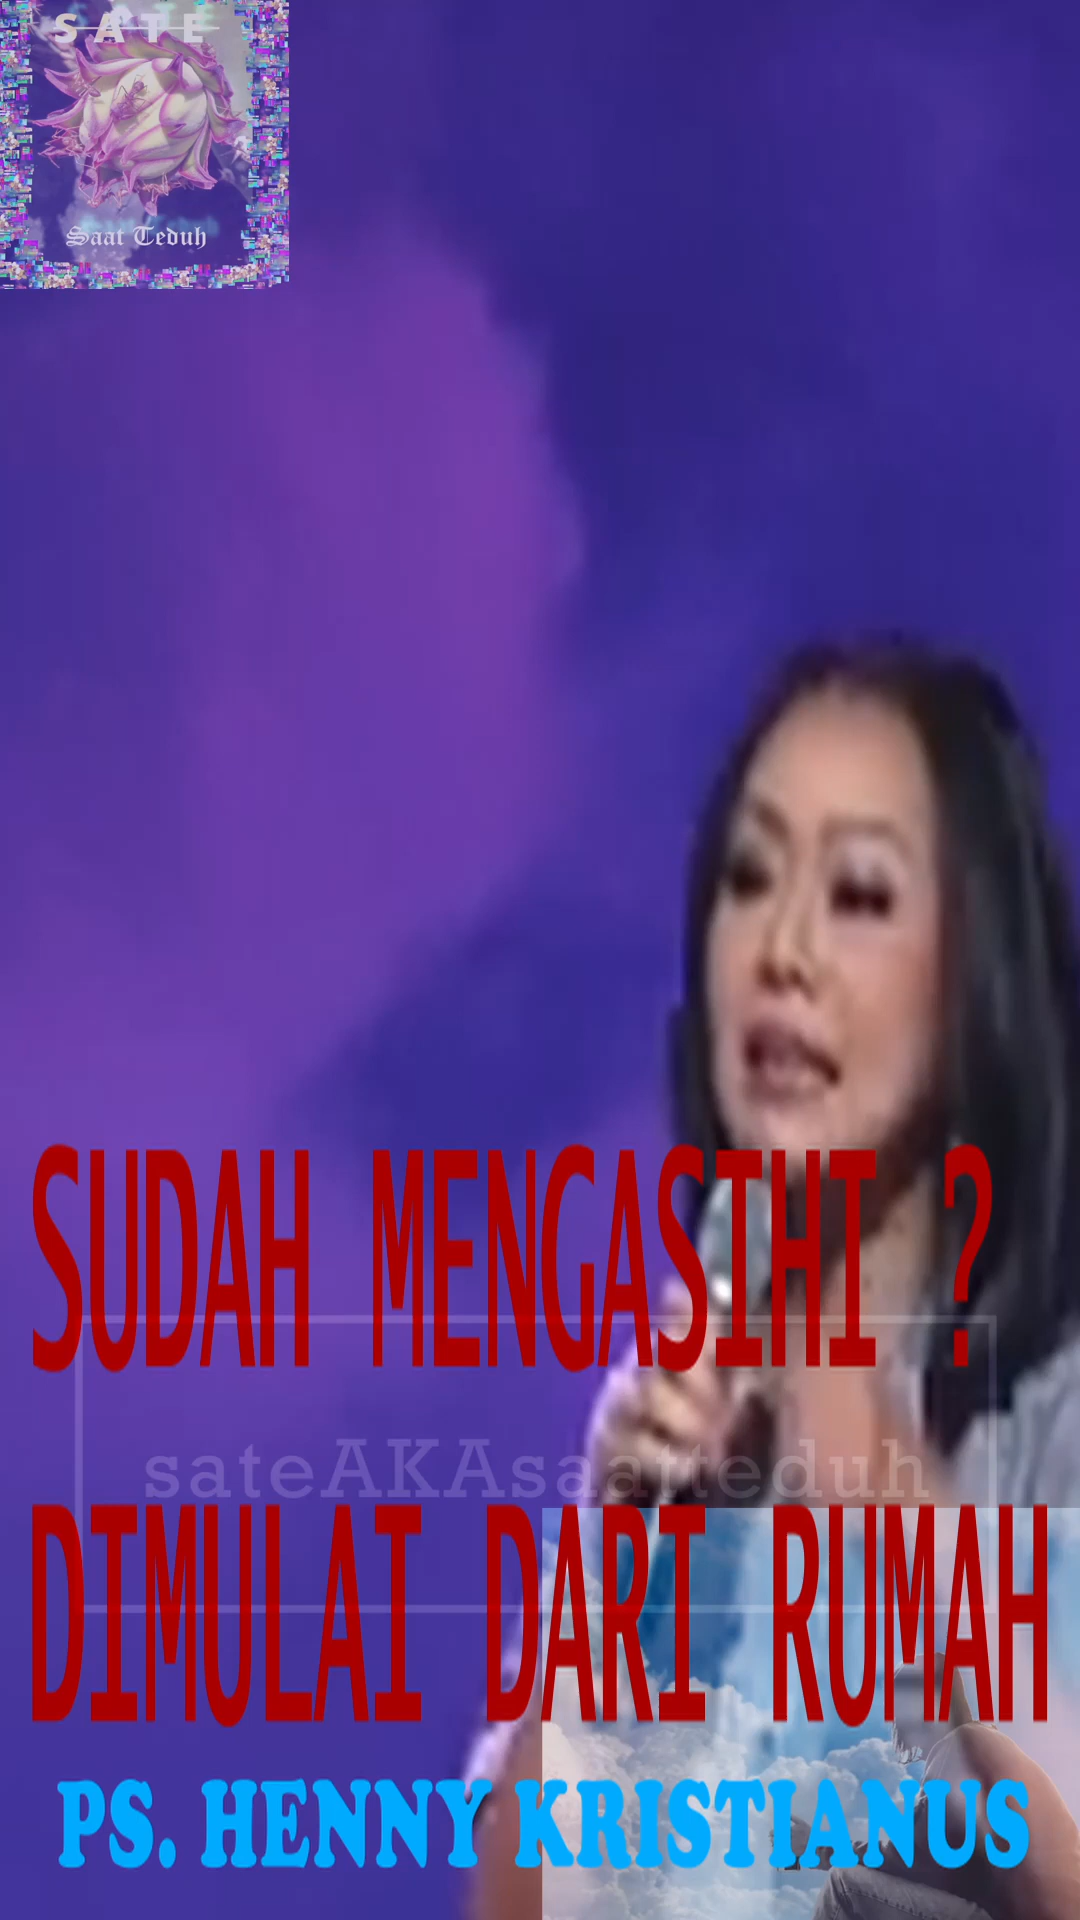 SATE
Saat Teduh
SUDAH MENGASIHI ?
sateAKAsaatteduh
DIMULAI DARI RUMAH
PS. HENNY KRISTIANUS